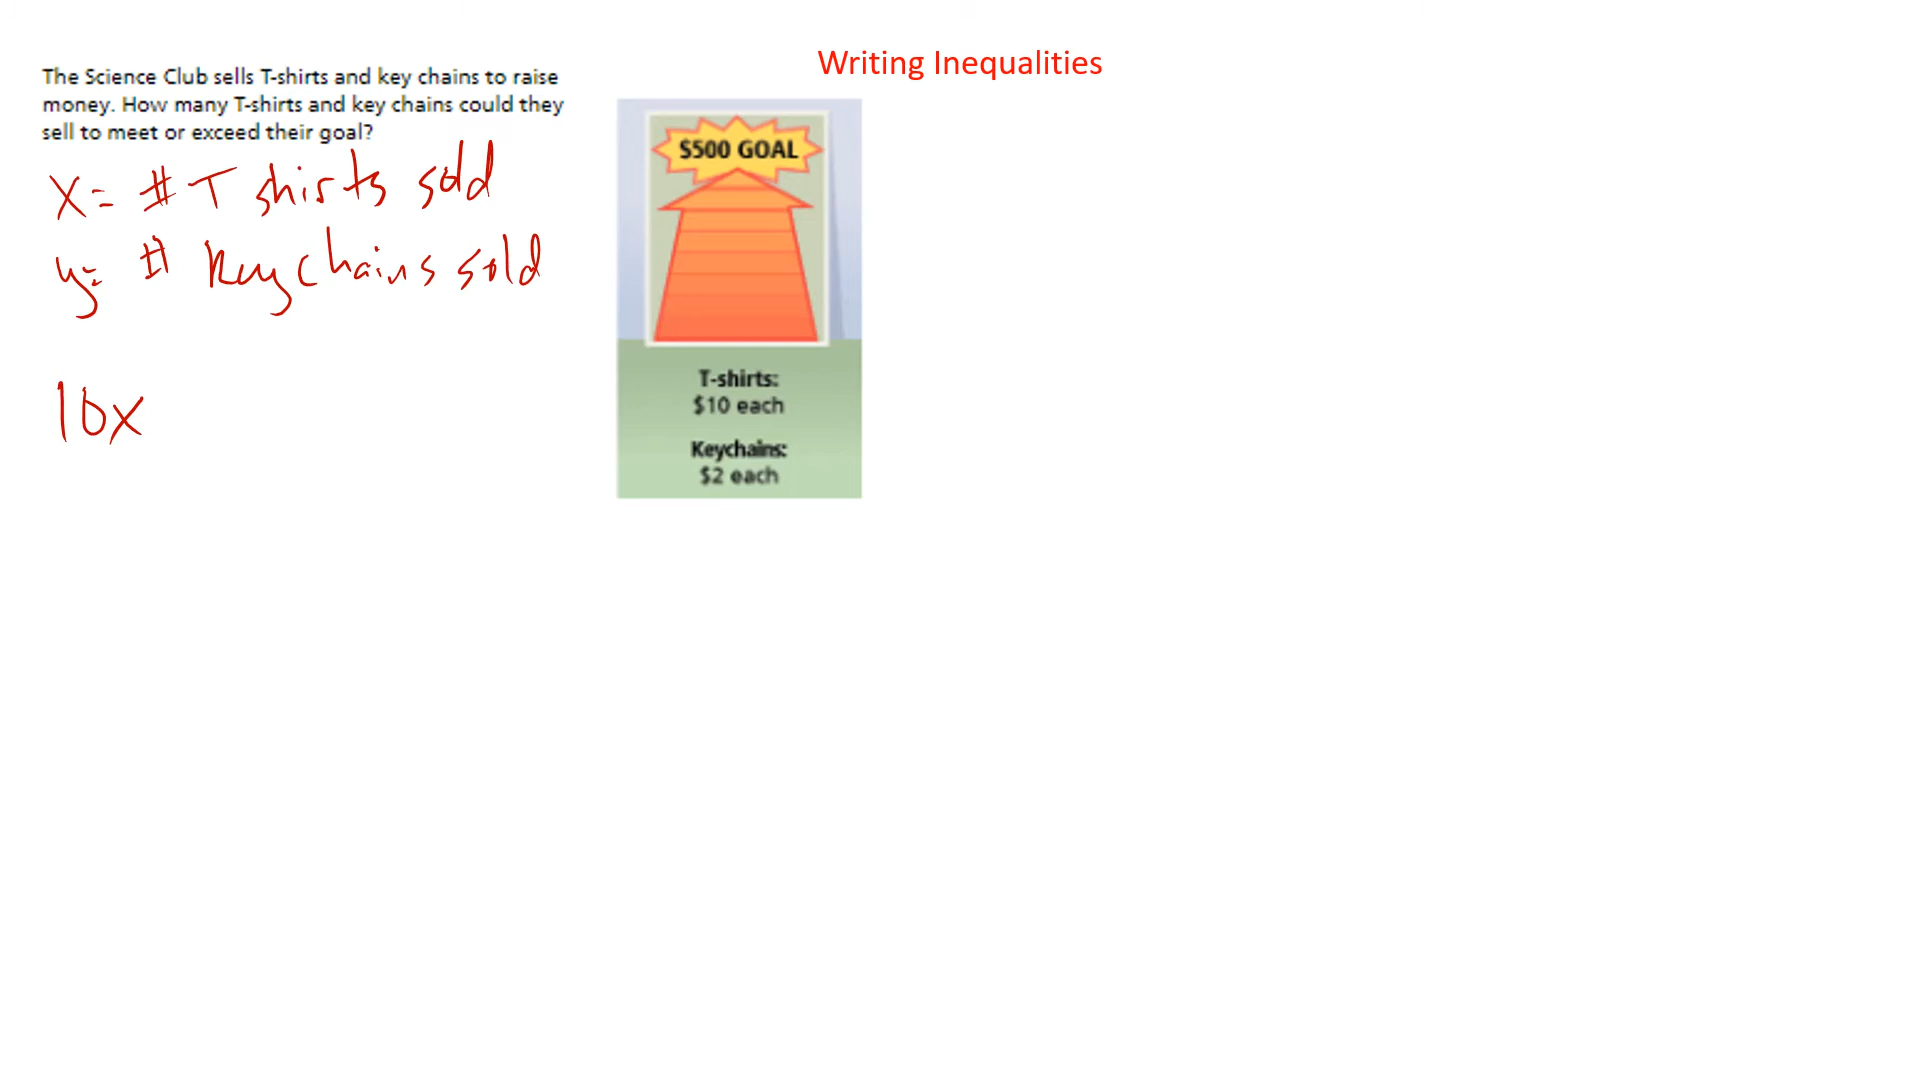 Writing Inequalities
The Science Club sells T-shirts and key chains to raise
money. How many T-shirts and key chains could they
sell to meet or exceed their goal?
x = # T shirts sold
y = # keychains sold
10x
$500 GOAL
T-shirts:
$10 each
Keychains:
$2 each